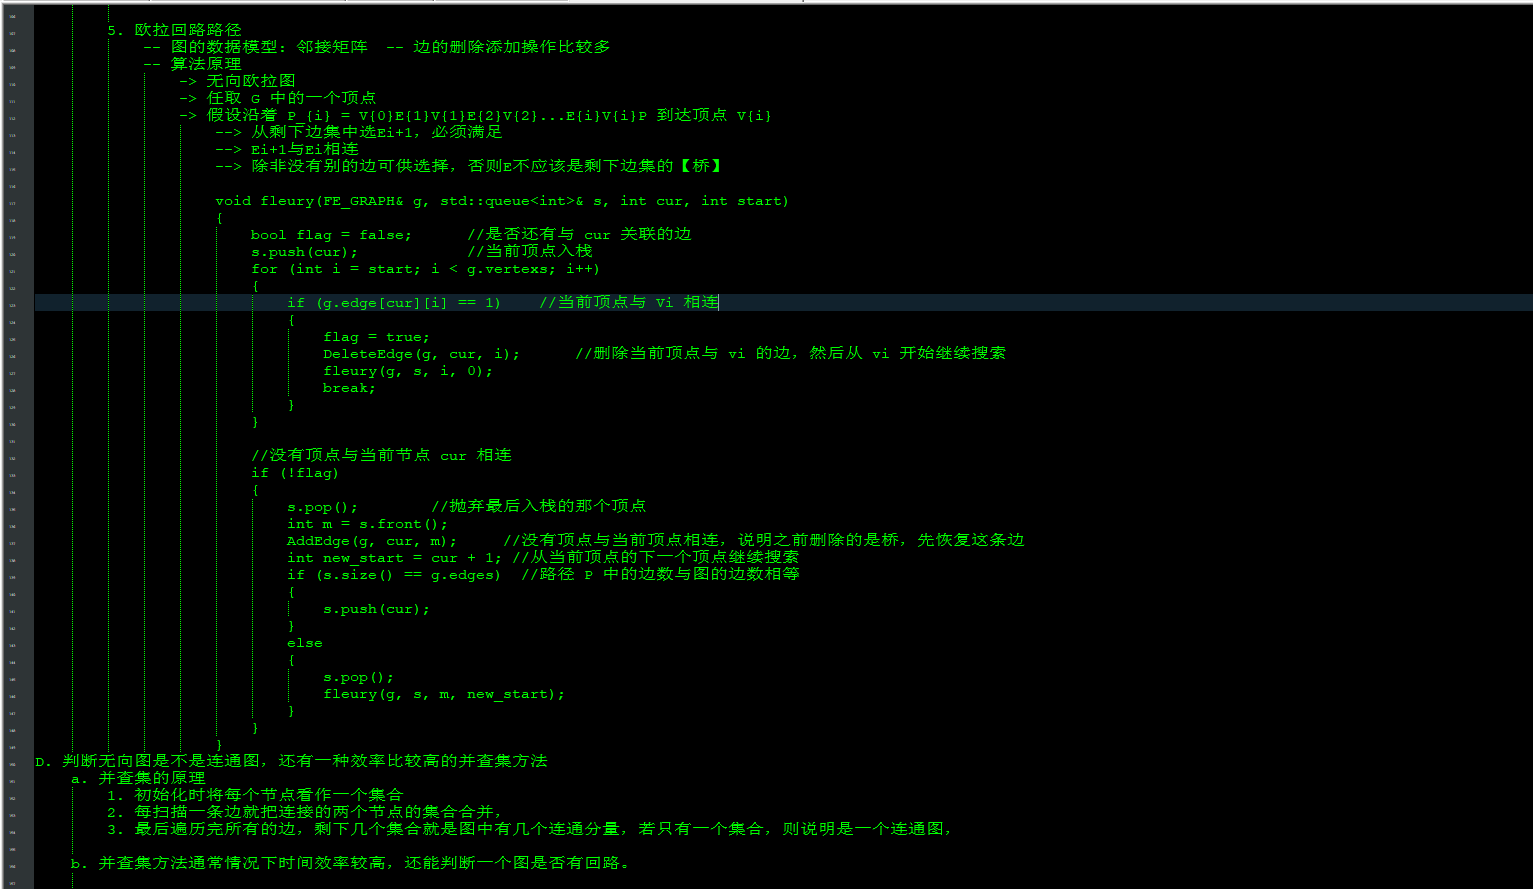 5. 欧拉回路路径
-- 图的数据模型: 邻接矩阵  -- 边的删除添加操作比较多
-- 算法原理
-> 无向欧拉图
-> 任取 G 中的一个顶点
-> 假设沿着 P_{i} = V{0}E{1}V{1}E{2}V{2}...E{i}V{i}P 到达顶点 V{i}
--> 从剩下边集中选Ei+1, 必须满足
--> Ei+1与Ei相连
--> 除非没有别的边可供选择, 否则E不应该是剩下边集的【桥】
void fleury(FE_GRAPH& g, std::queue<int>& s, int cur, int start)
{
bool flag = false;      //是否还有与 cur 关联的边
s.push(cur);            //当前顶点入栈
for (int i = start; i < g.vertexs; i++)
{
if (g.edge[cur][i] == 1)    //当前顶点与 Vi 相连
{
flag = true;
DeleteEdge(g, cur, i);      //删除当前顶点与 vi 的边, 然后从 vi 开始继续搜索
fleury(g, s, i, 0);
break;
}
}
//没有顶点与当前节点 cur 相连
if (!flag)
{
s.pop();        //抛弃最后入栈的那个顶点
int m = s.front();
AddEdge(g, cur, m);     //没有顶点与当前顶点相连, 说明之前删除的是桥, 先恢复这条边
int new_start = cur + 1; //从当前顶点的下一个顶点继续搜索
if (s.size() == g.edges)  //路径 P 中的边数与图的边数相等
{
s.push(cur);
}
else
{
s.pop();
fleury(g, s, m, new_start);
}
}
}
D. 判断无向图是不是连通图, 还有一种效率比较高的并查集方法
a. 并查集的原理
1. 初始化时将每个节点看作一个集合
2. 每扫描一条边就把连接的两个节点的集合合并,
3. 最后遍历完所有的边, 剩下几个集合就是图中有几个连通分量, 若只有一个集合, 则说明是一个连通图,
b. 并查集方法通常情况下时间效率较高, 还能判断一个图是否有回路。